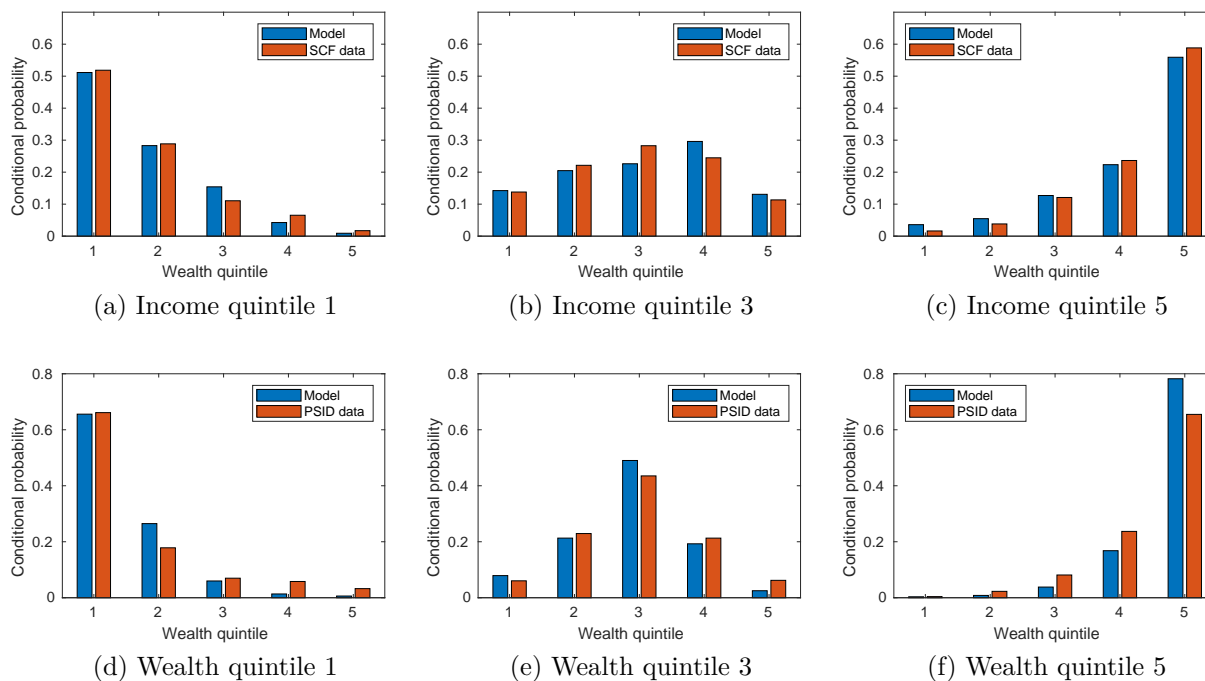 Conditional probability
0.6
0.5
0.4
0.3
0.2
0.1
0
Model
SCF data
1 2 3 4 5
Wealth quintile
(a) Income quintile 1
Conditional probability
0.6
0.5
0.4
0.3
0.2
0.1
0
Model
SCF data
1 2 3 4 5
Wealth quintile
(b) Income quintile 3
Conditional probability
0.6
0.5
0.4
0.3
0.2
0.1
0
Model
SCF data
1 2 3 4 5
Wealth quintile
(c) Income quintile 5
Conditional probability
0.8
0.6
0.4
0.2
0
Model
PSID data
1 2 3 4 5
Wealth quintile
(d) Wealth quintile 1
Conditional probability
0.8
0.6
0.4
0.2
0
Model
PSID data
1 2 3 4 5
Wealth quintile
(e) Wealth quintile 3
Conditional probability
0.8
0.6
0.4
0.2
0
Model
PSID data
1 2 3 4 5
Wealth quintile
(f) Wealth quintile 5